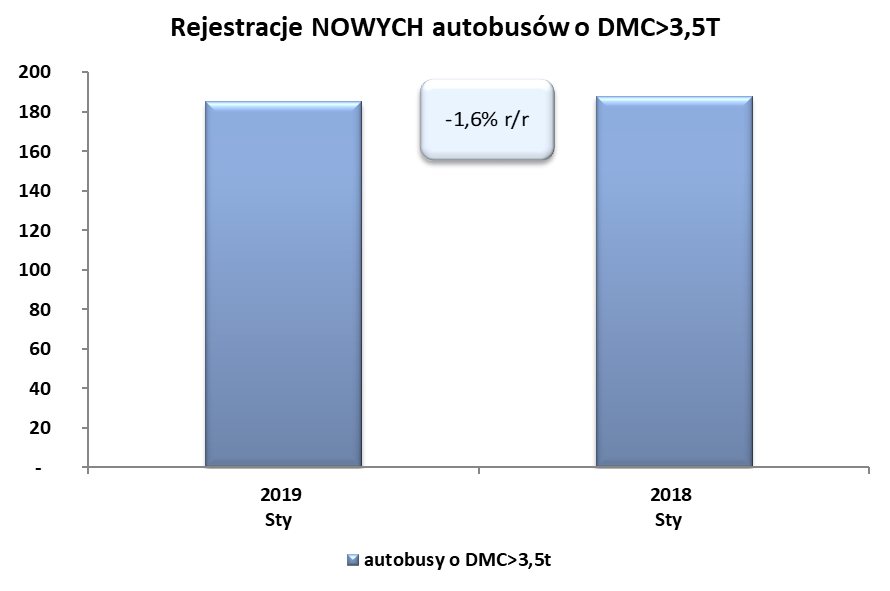 Rejestracje NOWYCH autobusów o DMC>3,5T
-1,6% r/r
200
180
160
140
120
100
80
60
40
20
-
2019
Sty
2018
Sty
autobusy o DMC>3,5t